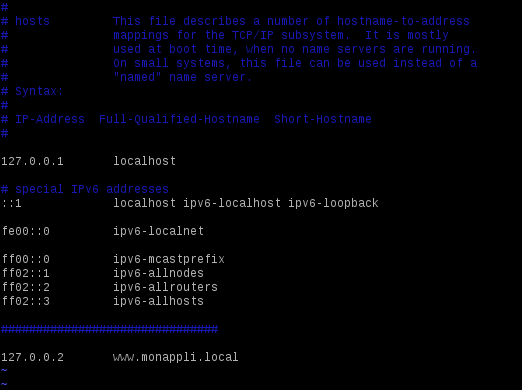 #
# hosts         This file describes a number of hostname-to-address
#               mappings for the TCP/IP subsystem.  It is mostly
#               used at boot time, when no name servers are running.
#               On small systems, this file can be used instead of a
#               "named" name server.
# Syntax:
#
# IP-Address  Full-Qualified-Hostname  Short-Hostname
#
127.0.0.1       localhost
# special IPv6 addresses
::1             localhost ipv6-localhost ipv6-loopback
fe00::0         ipv6-localnet
ff00::0         ipv6-mcastprefix
ff02::1         ipv6-allnodes
ff02::2         ipv6-allrouters
ff02::3         ipv6-allhosts
###############################
127.0.0.2       www.monappli.local
~
~